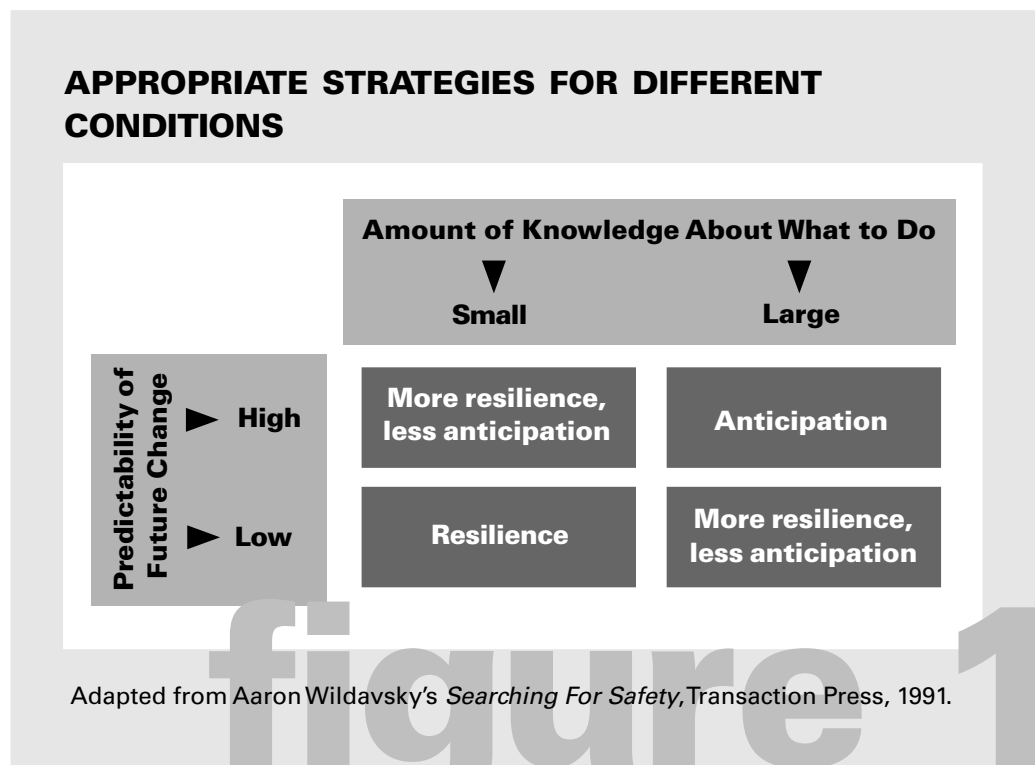 APPROPRIATE STRATEGIES FOR DIFFERENT
CONDITIONS
Amount of Knowledge About What to Do
Small
Large
Predictability of
Future Change
High
More resilience,
less anticipation
Anticipation
Low
Resilience
More resilience,
less anticipation
figure 1
Adapted from Aaron Wildavsky's Searching For Safety, Transaction Press, 1991.